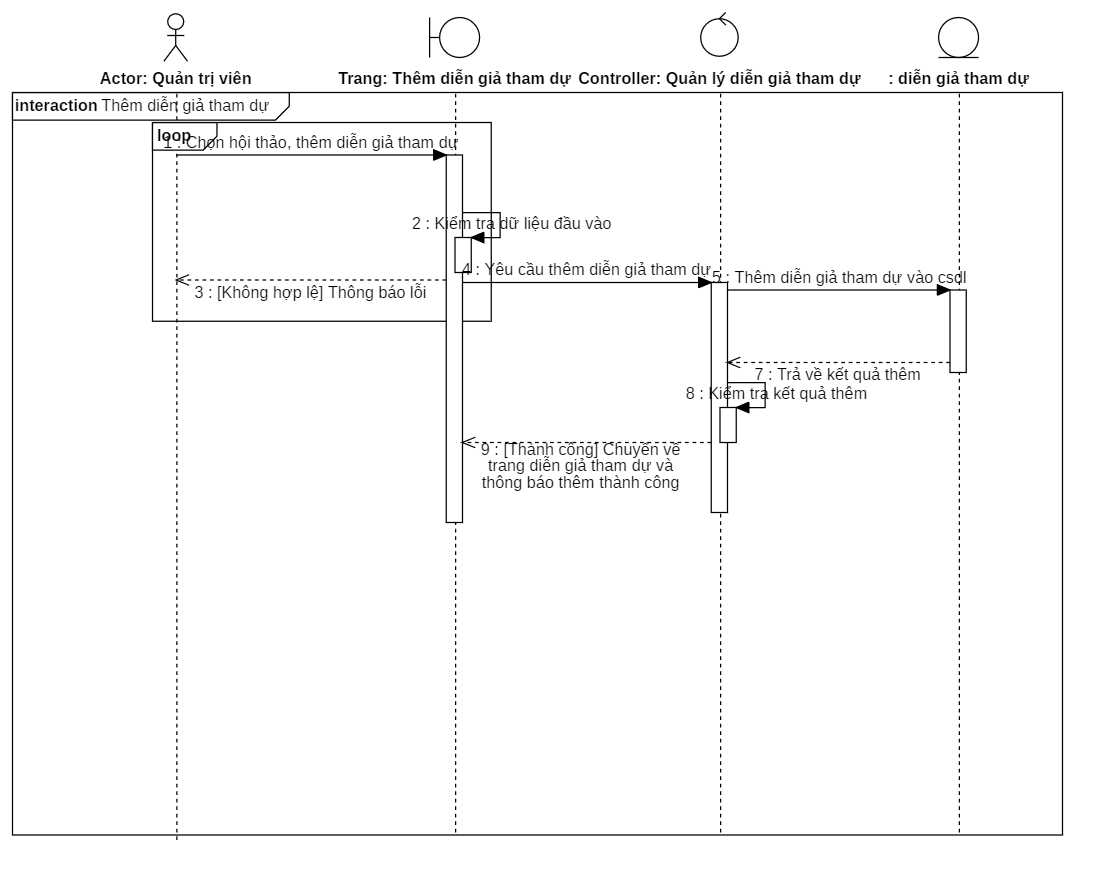 Actor: Quản trị viên
Trang: Thêm diễn giả tham dự
Controller: Quản lý diễn giả tham dự
: diễn giả tham dự
interaction Thêm diễn giả tham dự
loop
1 : Chọn hội thảo, thêm diễn giả tham dự
2 : Kiểm tra dữ liệu đầu vào
4 : Yêu cầu thêm diễn giả tham dự
5 : Thêm diễn giả tham dự vào csdl
3 : [Không hợp lệ] Thông báo lỗi
7 : Trả về kết quả thêm
8 : Kiểm tra kết quả thêm
9 : [Thành công] Chuyển về
trang diễn giả tham dự và
thông báo thêm thành công